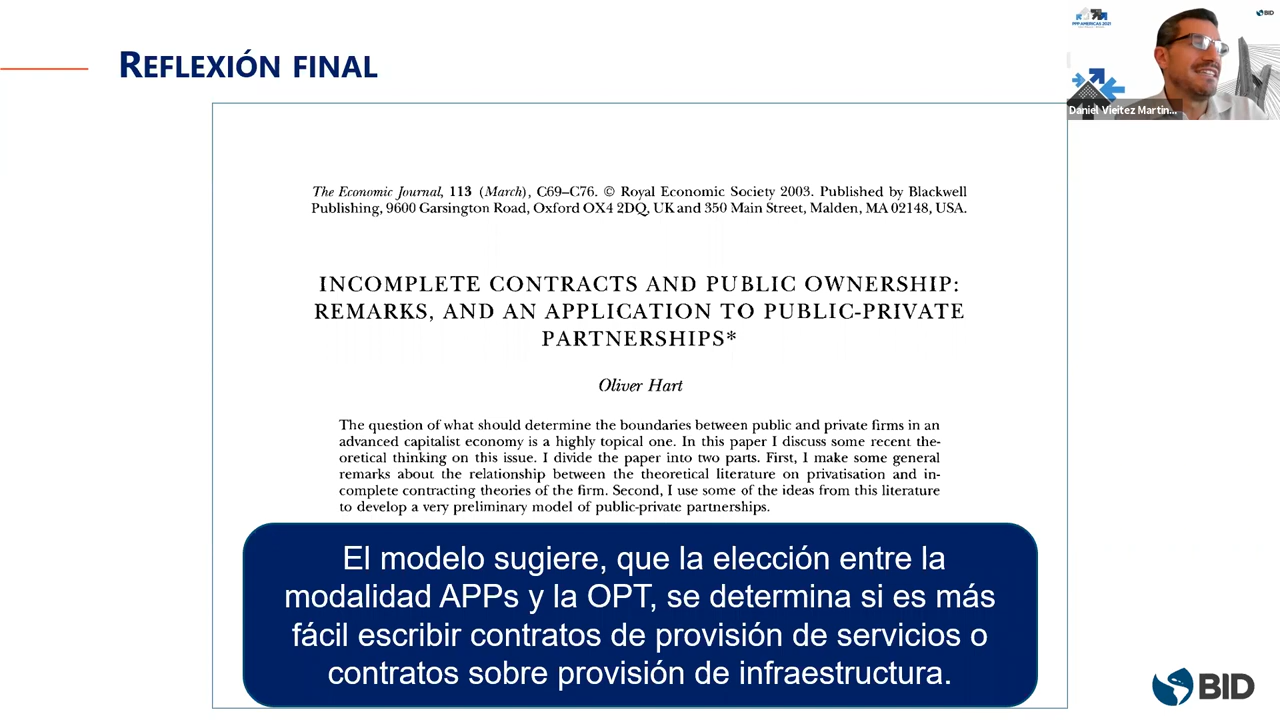 REFLEXIÓN FINAL
PPP AMERICAS 2021
BID
Daniel Vieitez Martin...
The Economic Journal, 113 (March), C69–C76. © Royal Economic Society 2003. Published by Blackwell
Publishing, 9600 Garsington Road, Oxford OX4 2DQ, UK and 350 Main Street, Malden, MA 02148, USA.
INCOMPLETE CONTRACTS AND PUBLIC OWNERSHIP:
REMARKS, AND AN APPLICATION TO PUBLIC-PRIVATE
PARTNERSHIPS*
Oliver Hart
The question of what should determine the boundaries between public and private firms in an
advanced capitalist economy is a highly topical one. In this paper I discuss some recent the-
oretical thinking on this issue. I divide the paper into two parts. First, I make some general
remarks about the relationship between the theoretical literature on privatisation and in-
complete contracting theories of the firm. Second, I use some of the ideas from this literature
to develop a very preliminary model of public-private partnerships.
El modelo sugiere, que la elección entre la
modalidad APPs y la OPT, se determina si es más
fácil escribir contratos de provisión de servicios o
contratos sobre provisión de infraestructura.
BID